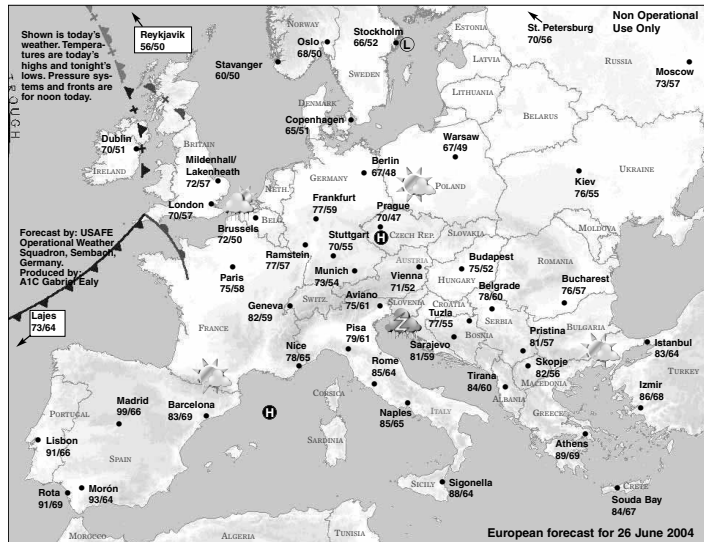 Non Operational
Use Only
Shown is today's
weather. Tempera-
tures are today's
highs and tonight's
lows. Pressure sys-
tems and fronts are
for noon today.
TROUGH
Reykjavik
56/50
NORWAY
Oslo
68/50
Stockholm
66/52
L
Stavanger
60/50
SWEDEN
ESTONIA
St. Petersburg
70/56
LATVIA
RUSSIA
Moscow
73/57
LITHUANIA
DENMARK
Copenhagen
65/51
BELARUS
Dublin
70/51
IRELAND
BRITAIN
Mildenhall/
Lakenheath
72/57
London
70/57
NETH.
GERMANY
Berlin
67/48
Warsaw
67/49
POLAND
Kiev
76/55
UKRAINE
BELG
Brussels
72/50
Frankfurt
77/59
Prague
70/47
H
CZECH REP.
SLOVAKIA
MOLDOVA
Forecast by: USAFE
Operational Weather
Squadron, Sembach,
Germany.
Produced by:
A1C Gabriel Ealy
Stuttgart
70/55
Ramstein
77/57
Munich
73/54
AUSTRIA
Vienna
71/52
Budapest
75/52
HUNGARY
ROMANIA
Paris
75/58
Lajes
73/64
FRANCE
Geneva
82/59
SWITZ.
Aviano
75/61
SLOVENIA
CROATIA
Belgrade
78/60
Bucharest
76/57
Tuzla
77/55
SERBIA
BOSNIA
Sarajevo
81/59
Pristina
81/57
BULGARIA
Istanbul
83/64
Nice
78/65
Pisa
79/61
Rome
85/64
Skopje
82/56
MACEDONIA
Tirana
84/60
ALBANIA
TURKEY
Izmir
86/68
PORTUGAL
Madrid
99/66
Barcelona
83/69
H
CORSICA
Naples
85/65
ITALY
GREECE
Athens
89/69
Lisbon
91/66
SPAIN
SARDINIA
Rota
91/69
Morón
93/64
SICILY
Sigonella
88/64
CRETE
Souda Bay
84/67
MOROCCO
ALGERIA
TUNISIA
European forecast for 26 June 2004